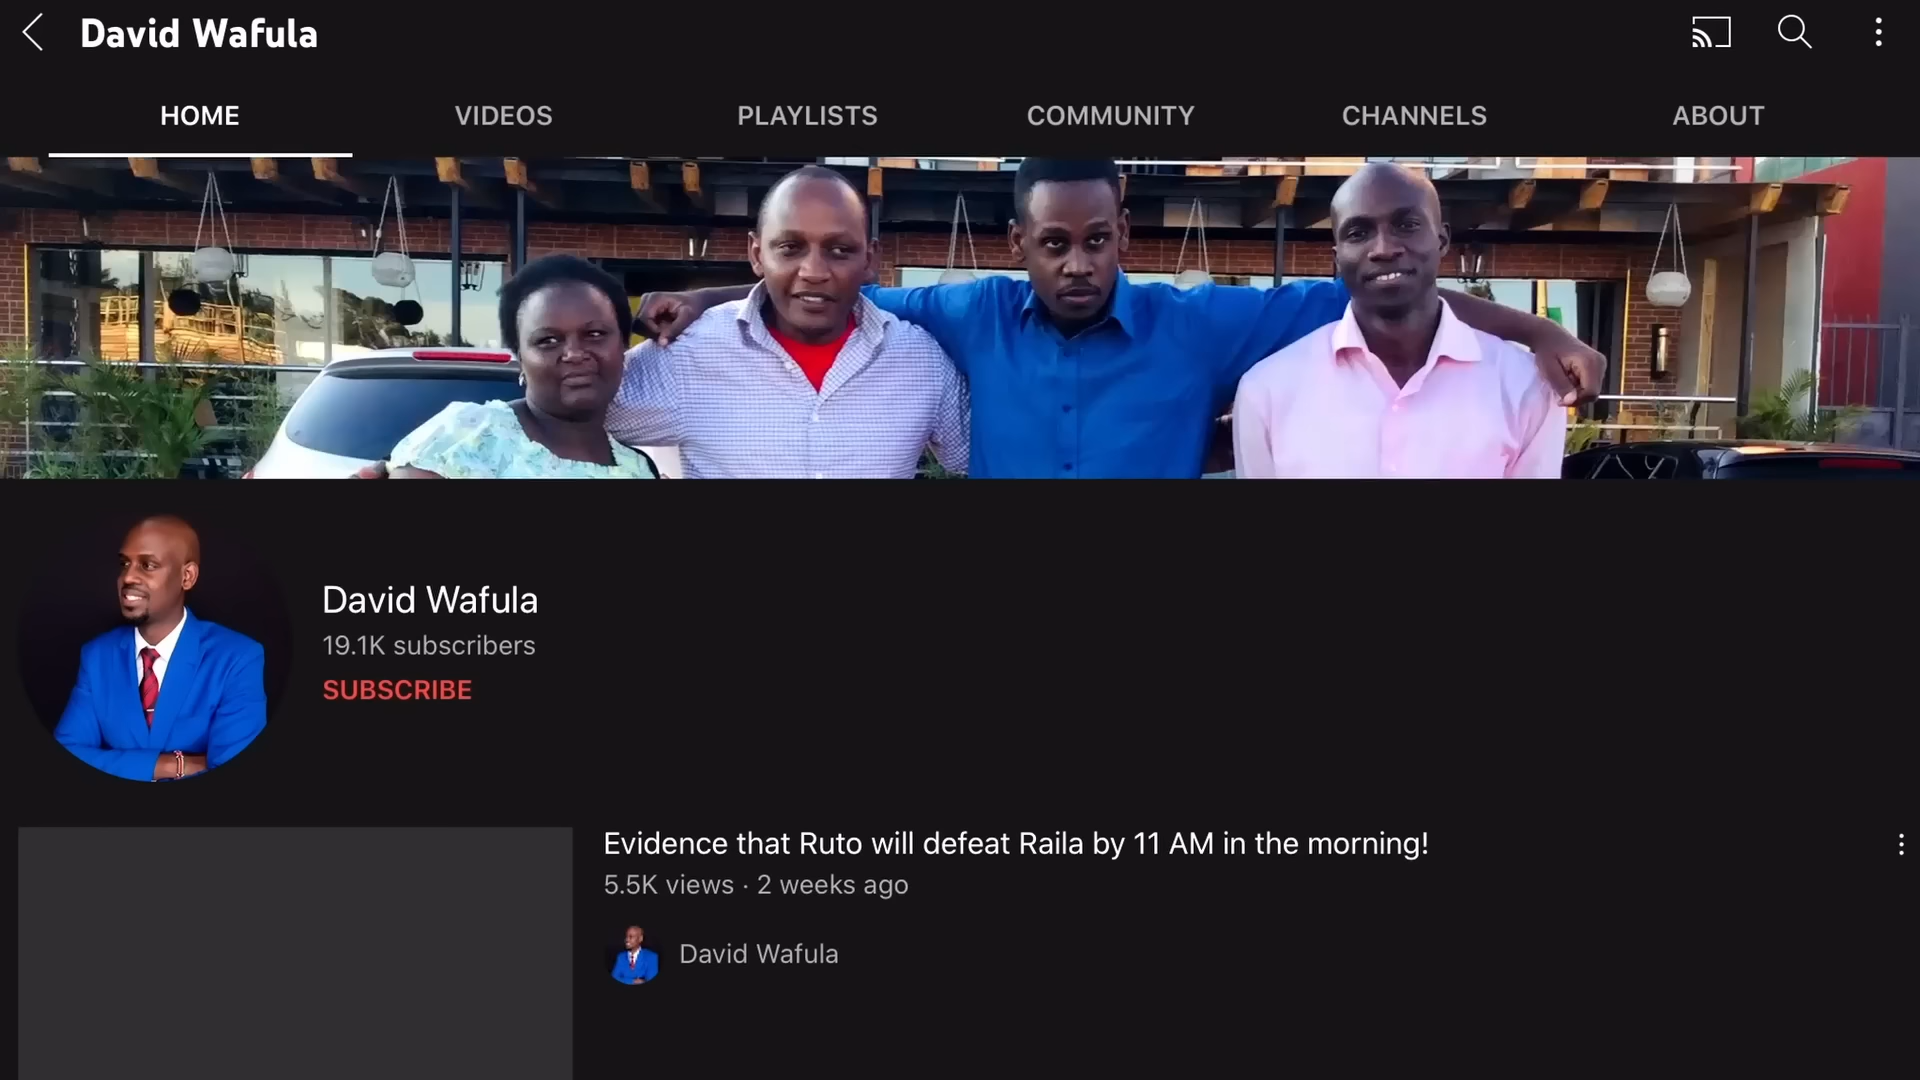 David Wafula
HOME VIDEOS PLAYLISTS COMMUNITY CHANNELS ABOUT
David Wafula
19.1K subscribers
SUBSCRIBE
Evidence that Ruto will defeat Raila by 11 AM in the morning!
5.5K views · 2 weeks ago
David Wafula